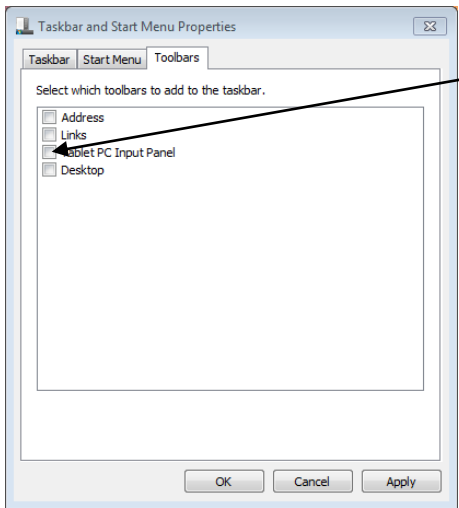 Taskbar and Start Menu Properties
Taskbar Start Menu Toolbars
Select which toolbars to add to the taskbar.
Address
Links
Tablet PC Input Panel
Desktop
OK Cancel Apply